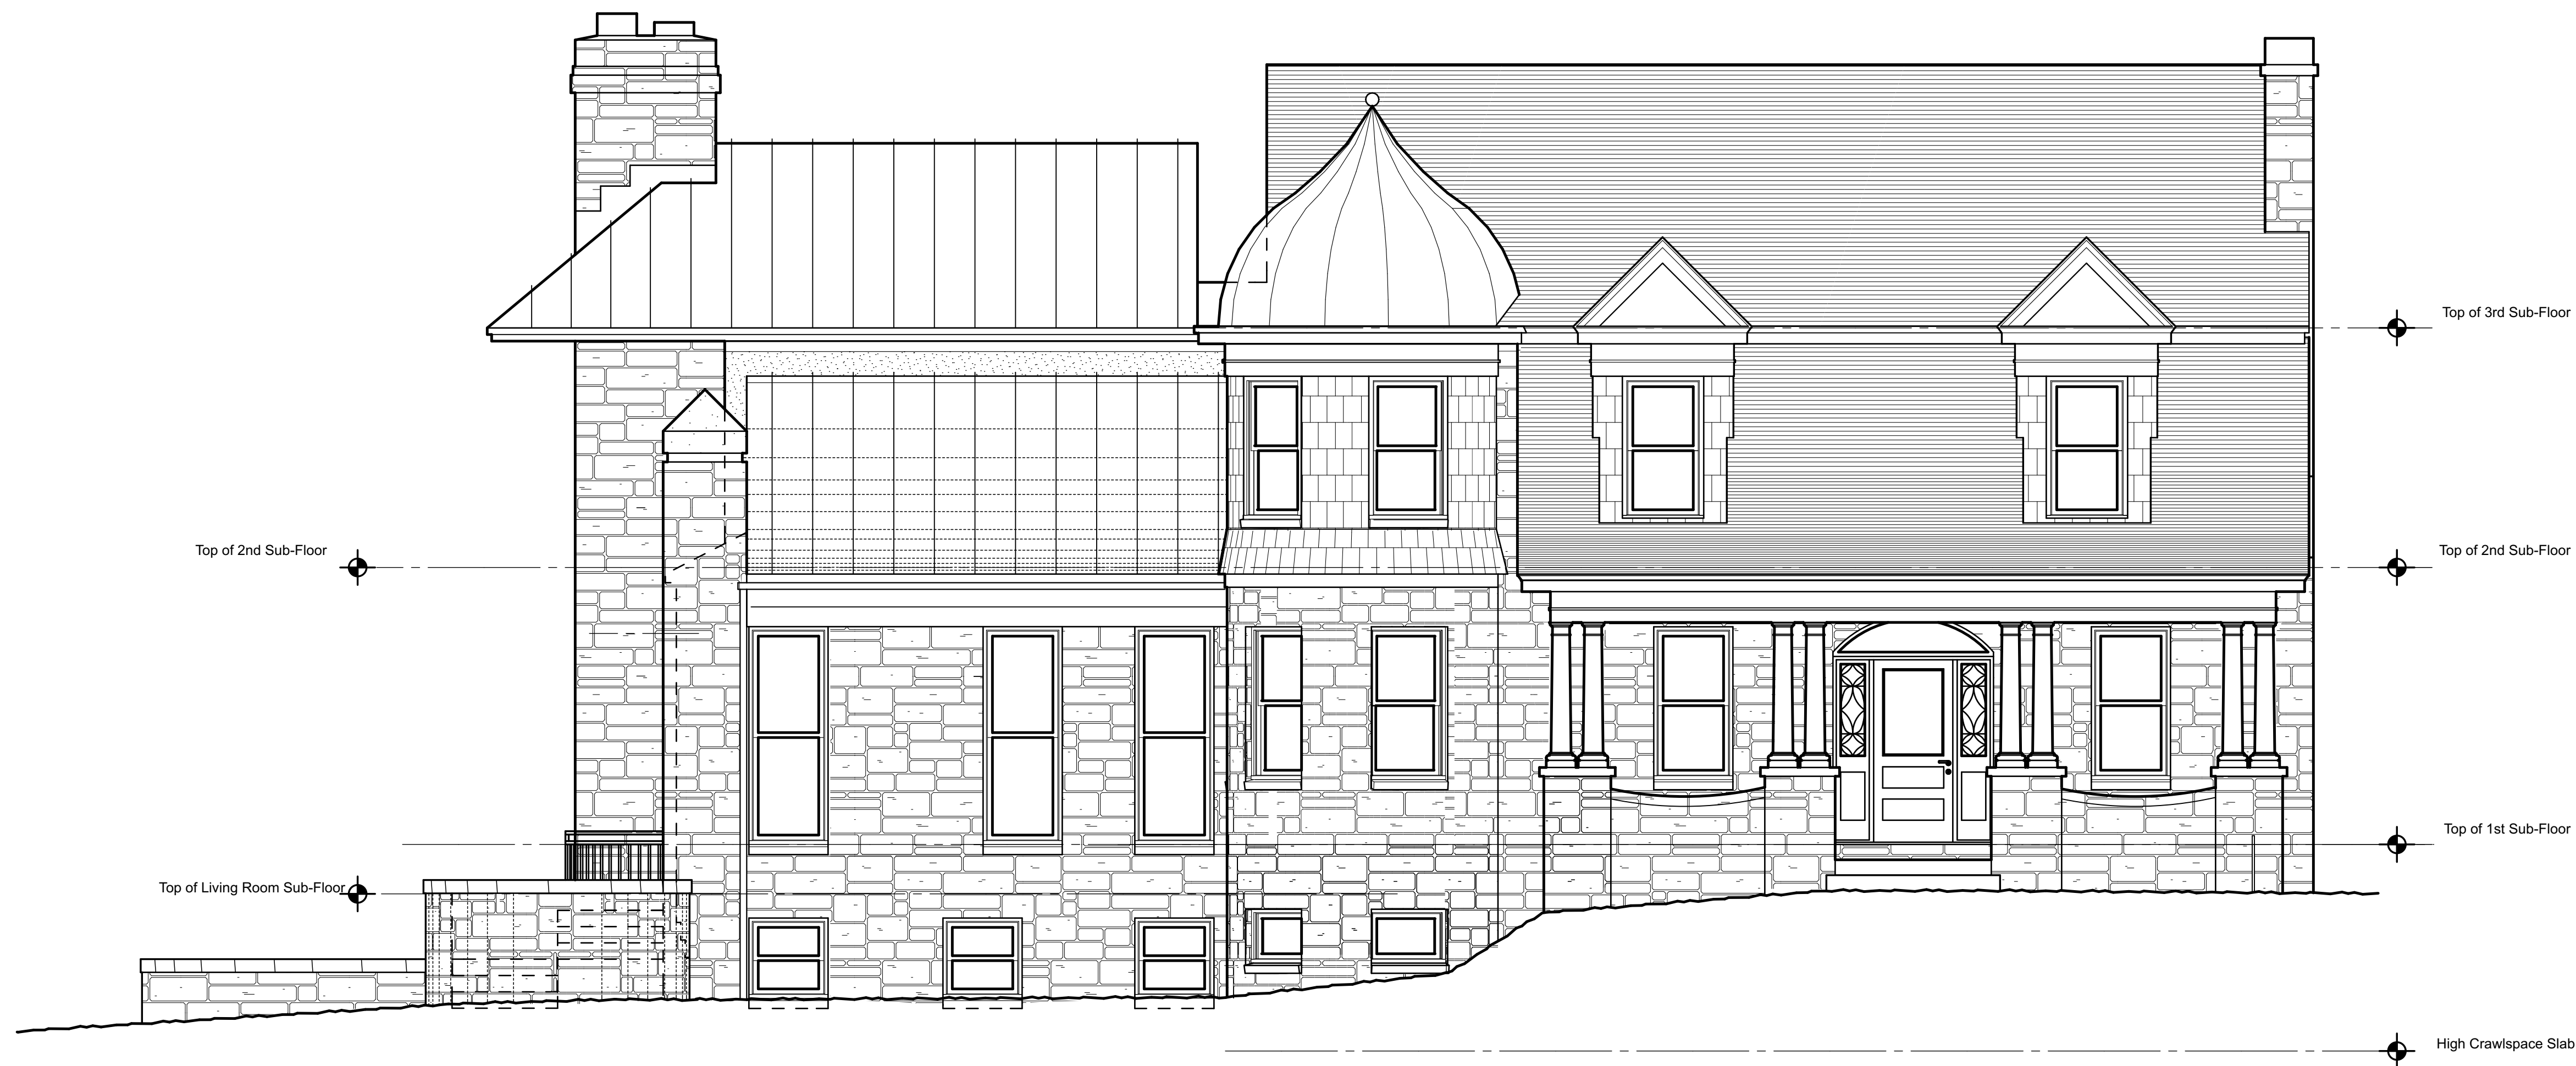 Top of 3rd Sub-Floor
Top of 2nd Sub-Floor
Top of 2nd Sub-Floor
Top of 1st Sub-Floor
Top of Living Room Sub-Floor
High Crawlspace Slab